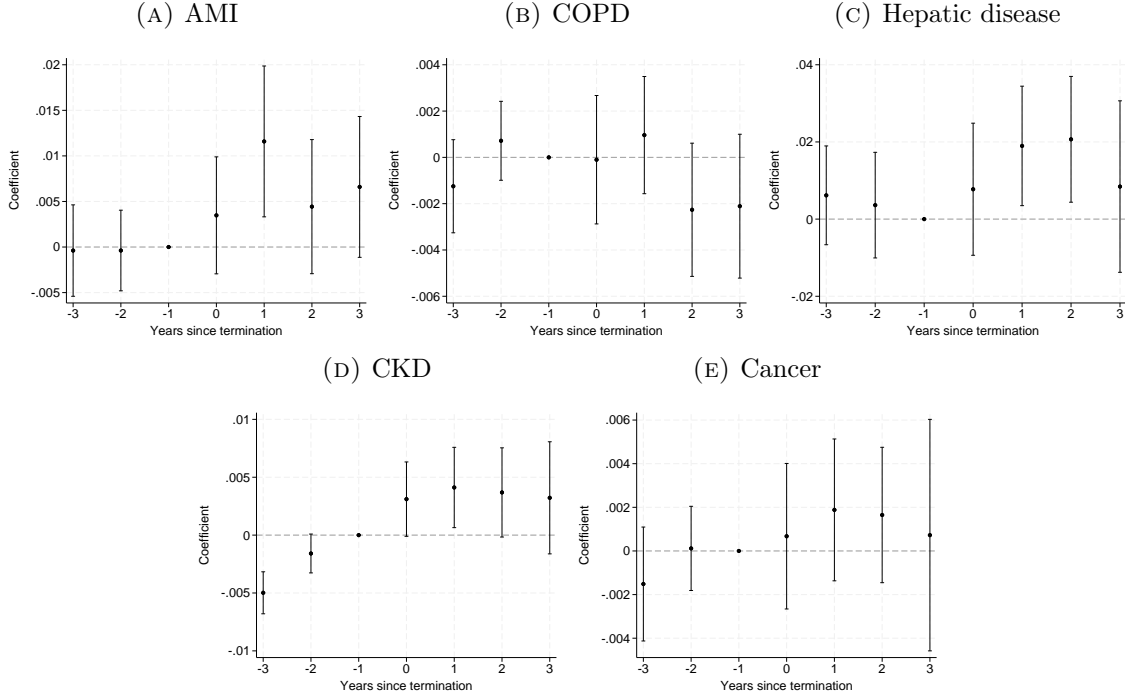 (A) AMI
(B) COPD
(C) Hepatic disease
.02
.015
.01
.005
0
-.005
Coefficient
-3 -2 -1 0 1 2 3
Years since termination
.004
.002
0
-.002
-.004
-.006
Coefficient
-3 -2 -1 0 1 2 3
Years since termination
.04
.02
0
-.02
Coefficient
-3 -2 -1 0 1 2 3
Years since termination
(D) CKD
(E) Cancer
.01
.005
0
-.005
-.01
Coefficient
-3 -2 -1 0 1 2 3
Years since termination
.006
.004
.002
0
-.002
-.004
Coefficient
-3 -2 -1 0 1 2 3
Years since termination